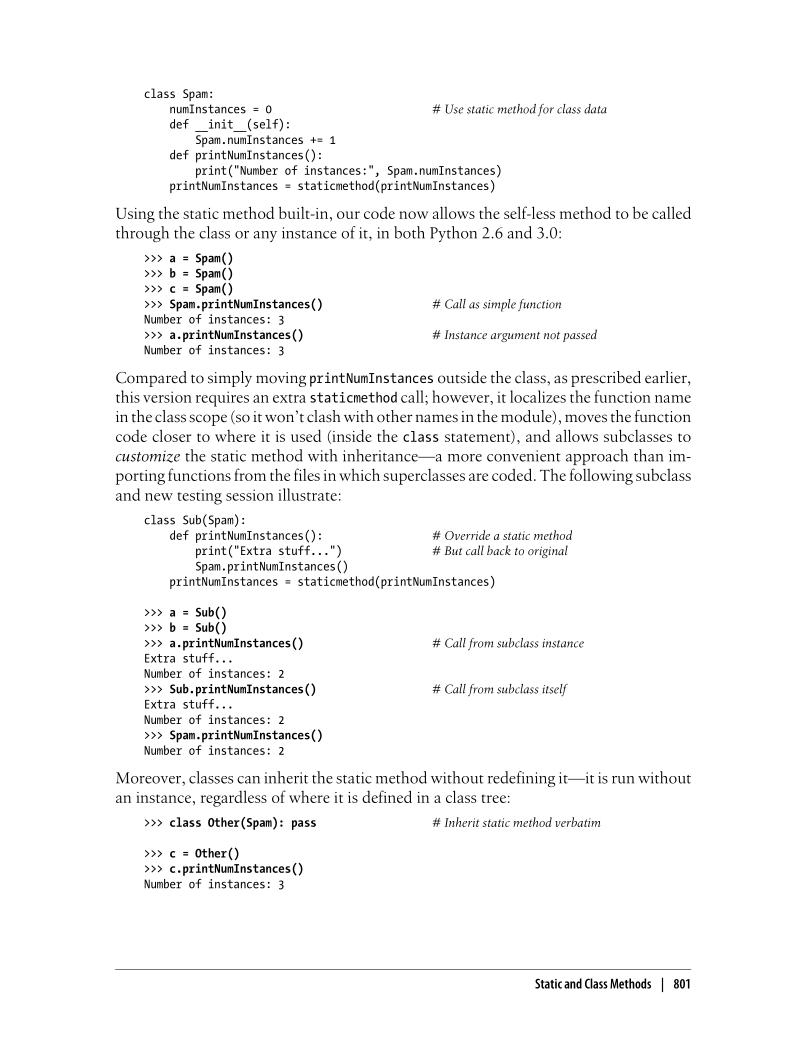 class Spam:
    numInstances = 0                         # Use static method for class data
    def __init__(self):
        Spam.numInstances += 1
    def printNumInstances():
        print("Number of instances:", Spam.numInstances)
    printNumInstances = staticmethod(printNumInstances)
Using the static method built-in, our code now allows the self-less method to be called
through the class or any instance of it, in both Python 2.6 and 3.0:
>>> a = Spam()
>>> b = Spam()
>>> c = Spam()
>>> Spam.printNumInstances()                 # Call as simple function
Number of instances: 3
>>> a.printNumInstances()                    # Instance argument not passed
Number of instances: 3
Compared to simply moving printNumInstances outside the class, as prescribed earlier,
this version requires an extra staticmethod call; however, it localizes the function name
in the class scope (so it won’t clash with other names in the module), moves the function
code closer to where it is used (inside the class statement), and allows subclasses to
customize the static method with inheritance—a more convenient approach than im-
porting functions from the files in which superclasses are coded. The following subclass
and new testing session illustrate:
class Sub(Spam):
    def printNumInstances():                 # Override a static method
        print("Extra stuff...")              # But call back to original
        Spam.printNumInstances()
    printNumInstances = staticmethod(printNumInstances)
>>> a = Sub()
>>> b = Sub()
>>> a.printNumInstances()                    # Call from subclass instance
Extra stuff...
Number of instances: 2
>>> Sub.printNumInstances()                  # Call from subclass itself
Extra stuff...
Number of instances: 2
>>> Spam.printNumInstances()
Number of instances: 2
Moreover, classes can inherit the static method without redefining it—it is run without
an instance, regardless of where it is defined in a class tree:
>>> class Other(Spam): pass                  # Inherit static method verbatim
>>> c = Other()
>>> c.printNumInstances()
Number of instances: 3
Static and Class Methods | 801